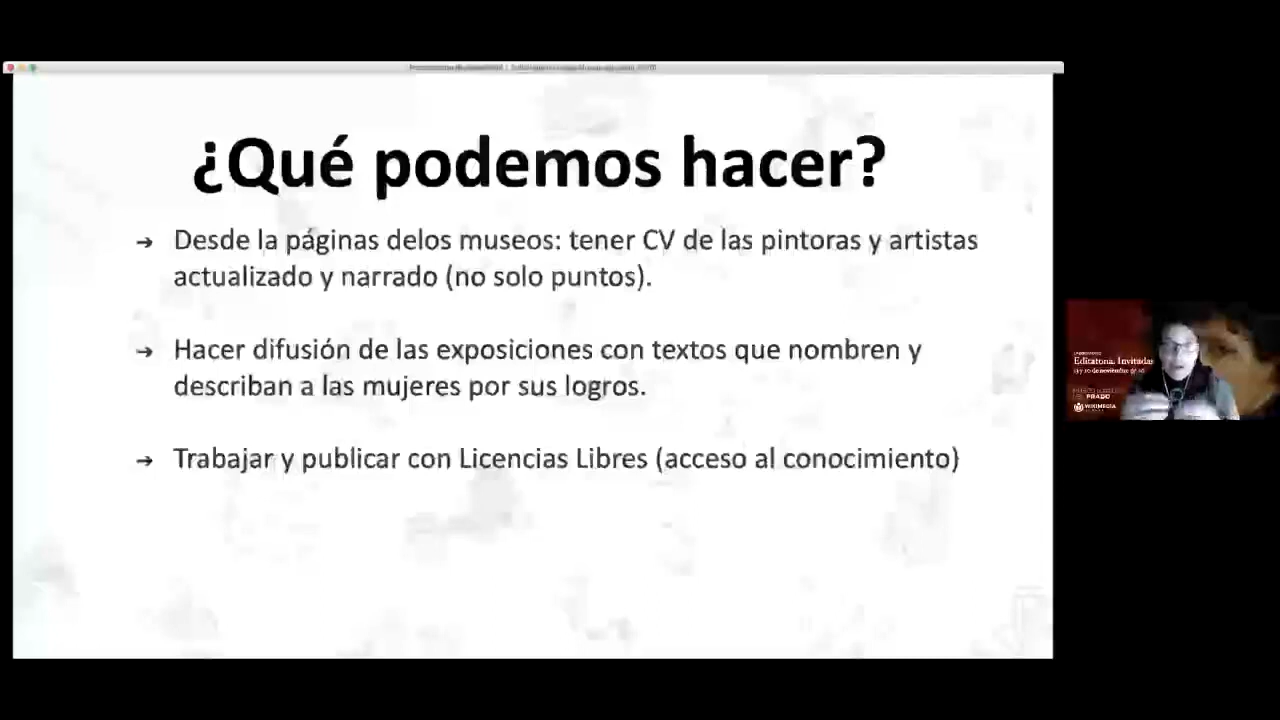 ¿Qué podemos hacer?
➔ Desde la páginas delos museos: tener CV de las pintoras y artistas
actualizado y narrado (no solo puntos).
➔ Hacer difusión de las exposiciones con textos que nombren y
describan a las mujeres por sus logros.
➔ Trabajar y publicar con Licencias Libres (acceso al conocimiento)
Editatona. Invitadas
de noviembre
PRADO
WIKIMEDIA